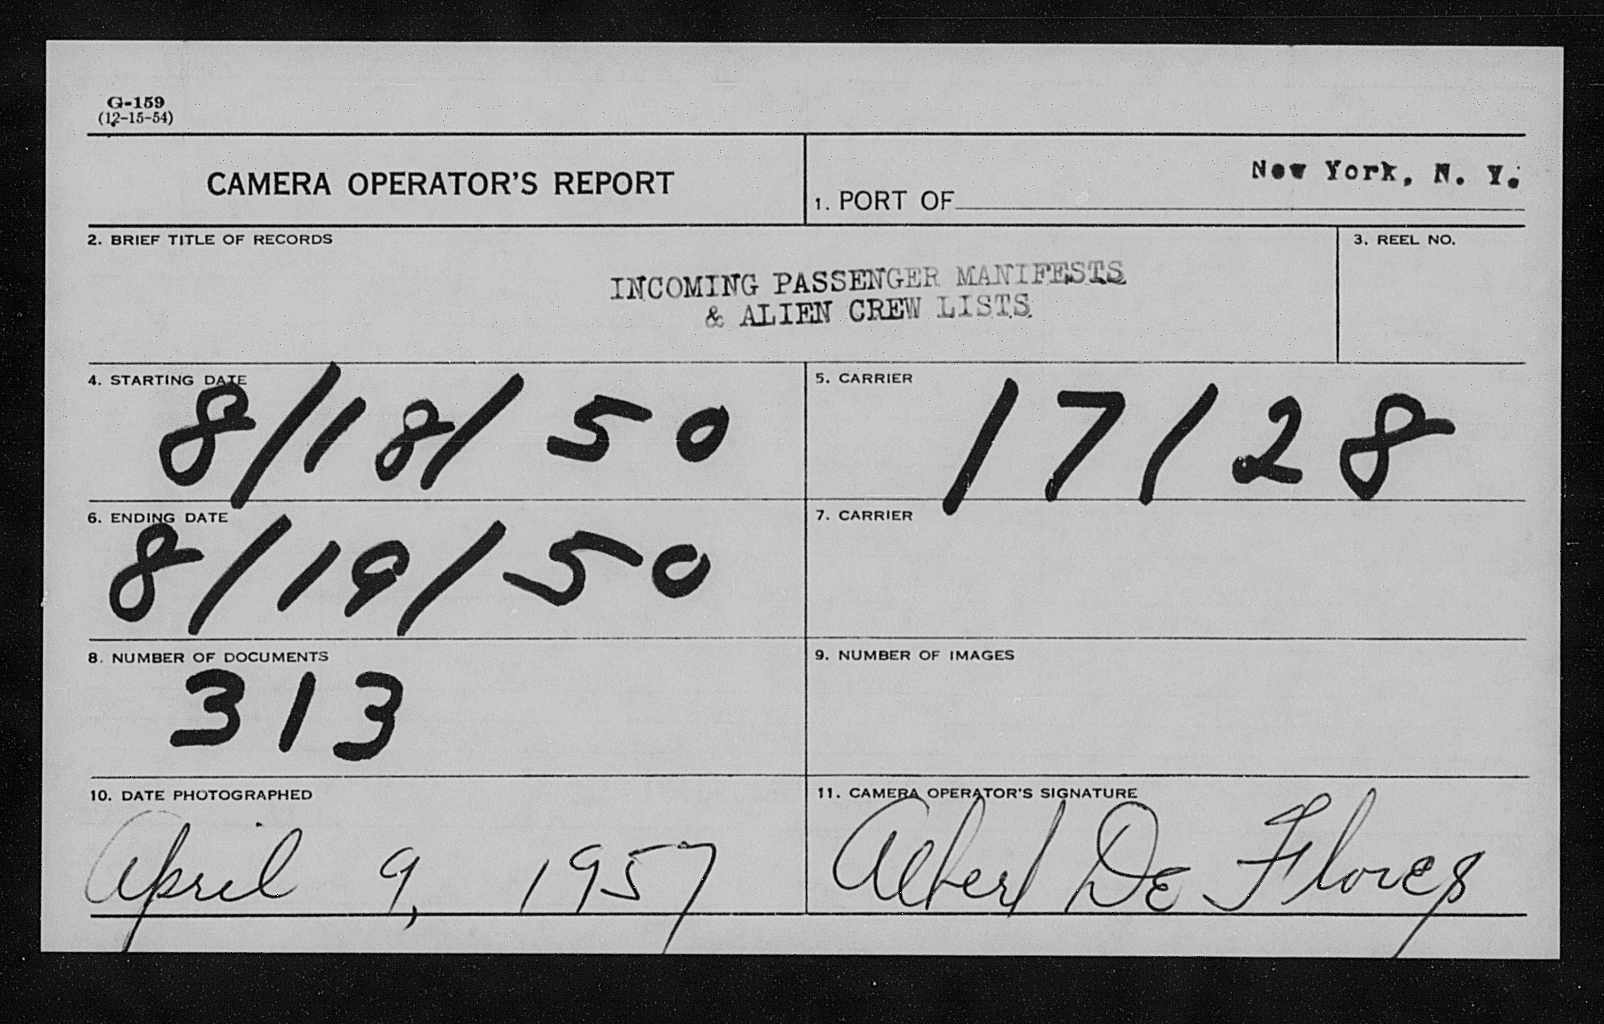 G-159
(12-15-54)
CAMERA OPERATOR'S REPORT
1. PORT OF New York, N. Y.
2. BRIEF TITLE OF RECORDS
INCOMING PASSENGER MANIFESTS
& ALIEN CREW LISTS
3. REEL NO.
4. STARTING DATE
8/18/50
5. CARRIER
17128
6. ENDING DATE
8/19/50
7. CARRIER
8. NUMBER OF DOCUMENTS
313
9. NUMBER OF IMAGES
10. DATE PHOTOGRAPHED
April 9, 1957
11. CAMERA OPERATOR'S SIGNATURE
Albert De Flores